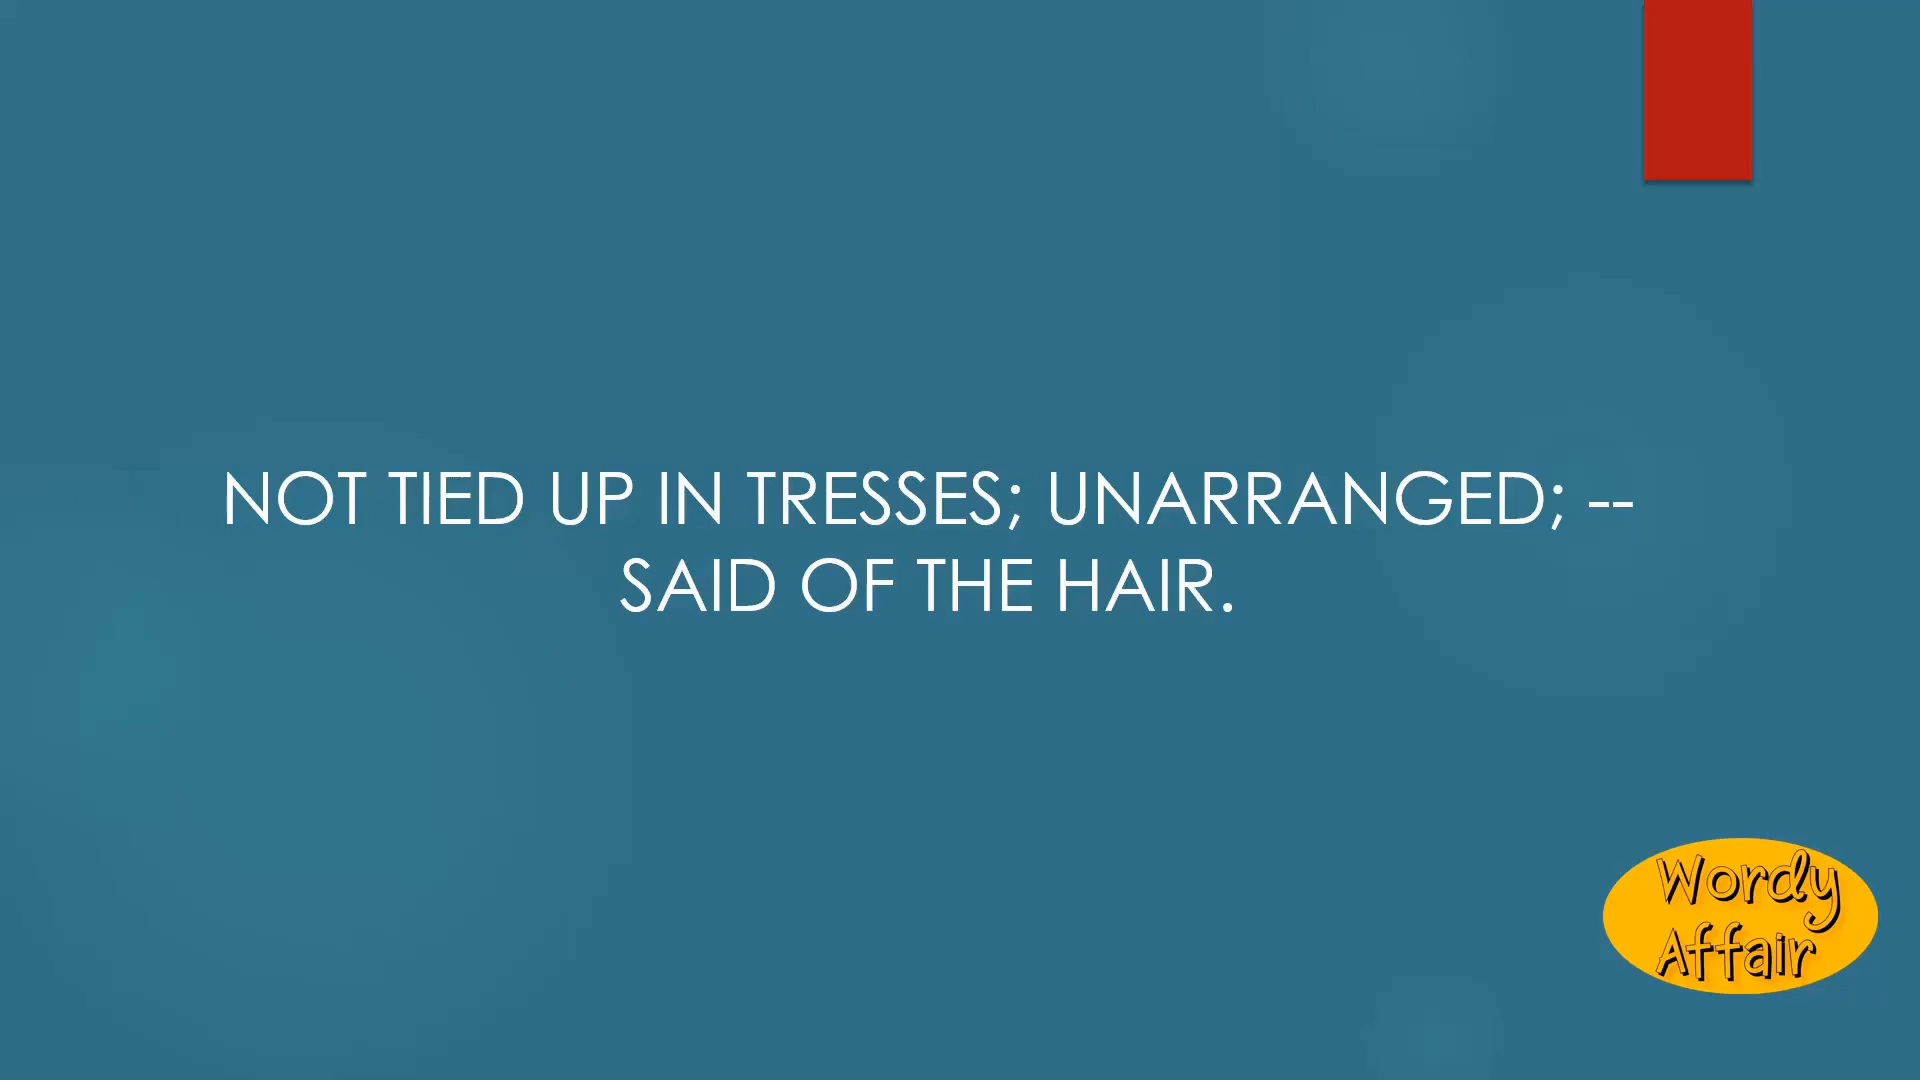 NOT TIED UP IN TRESSES; UNARRANGED; --
SAID OF THE HAIR.
Wordy
Affair